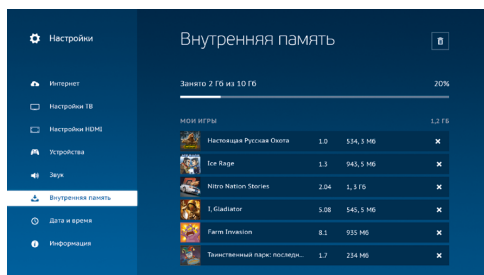 Настройки
Внутренняя память
Интернет
Занято 2 Гб из 10 Гб 20%
Настройки ТВ
Настройки HDMI
МОИ ИГРЫ 1,2 ГБ
Устройства
Настоящая Русская Охота 1.0 534, 3 Мб
Звук
Ice Rage 1.3 945, 5 Мб
Внутренняя память
Nitro Nation Stories 2.04 1, 3 Гб
Дата и время
I, Gladiator 5.08 545, 5 Мб
Информация
Farm Invasion 8.1 935 Мб
Таинственный парк: последн... 1.7 234 Мб